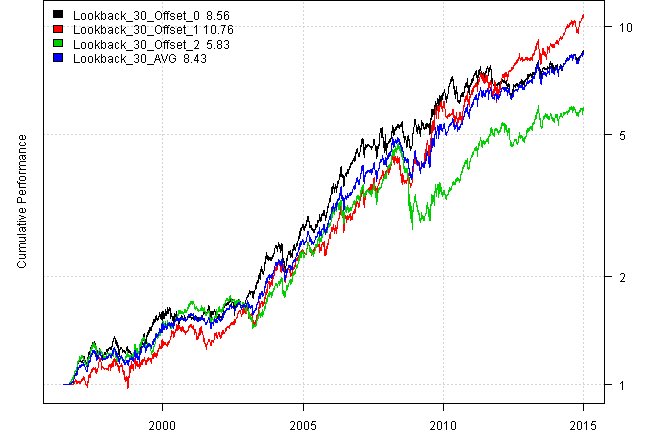 Lookback_30_Offset_0 8.56
Lookback_30_Offset_1 10.76
Lookback_30_Offset_2 5.83
Lookback_30_AVG 8.43
Cumulative Performance
10
5
2
1
2000 2005 2010 2015